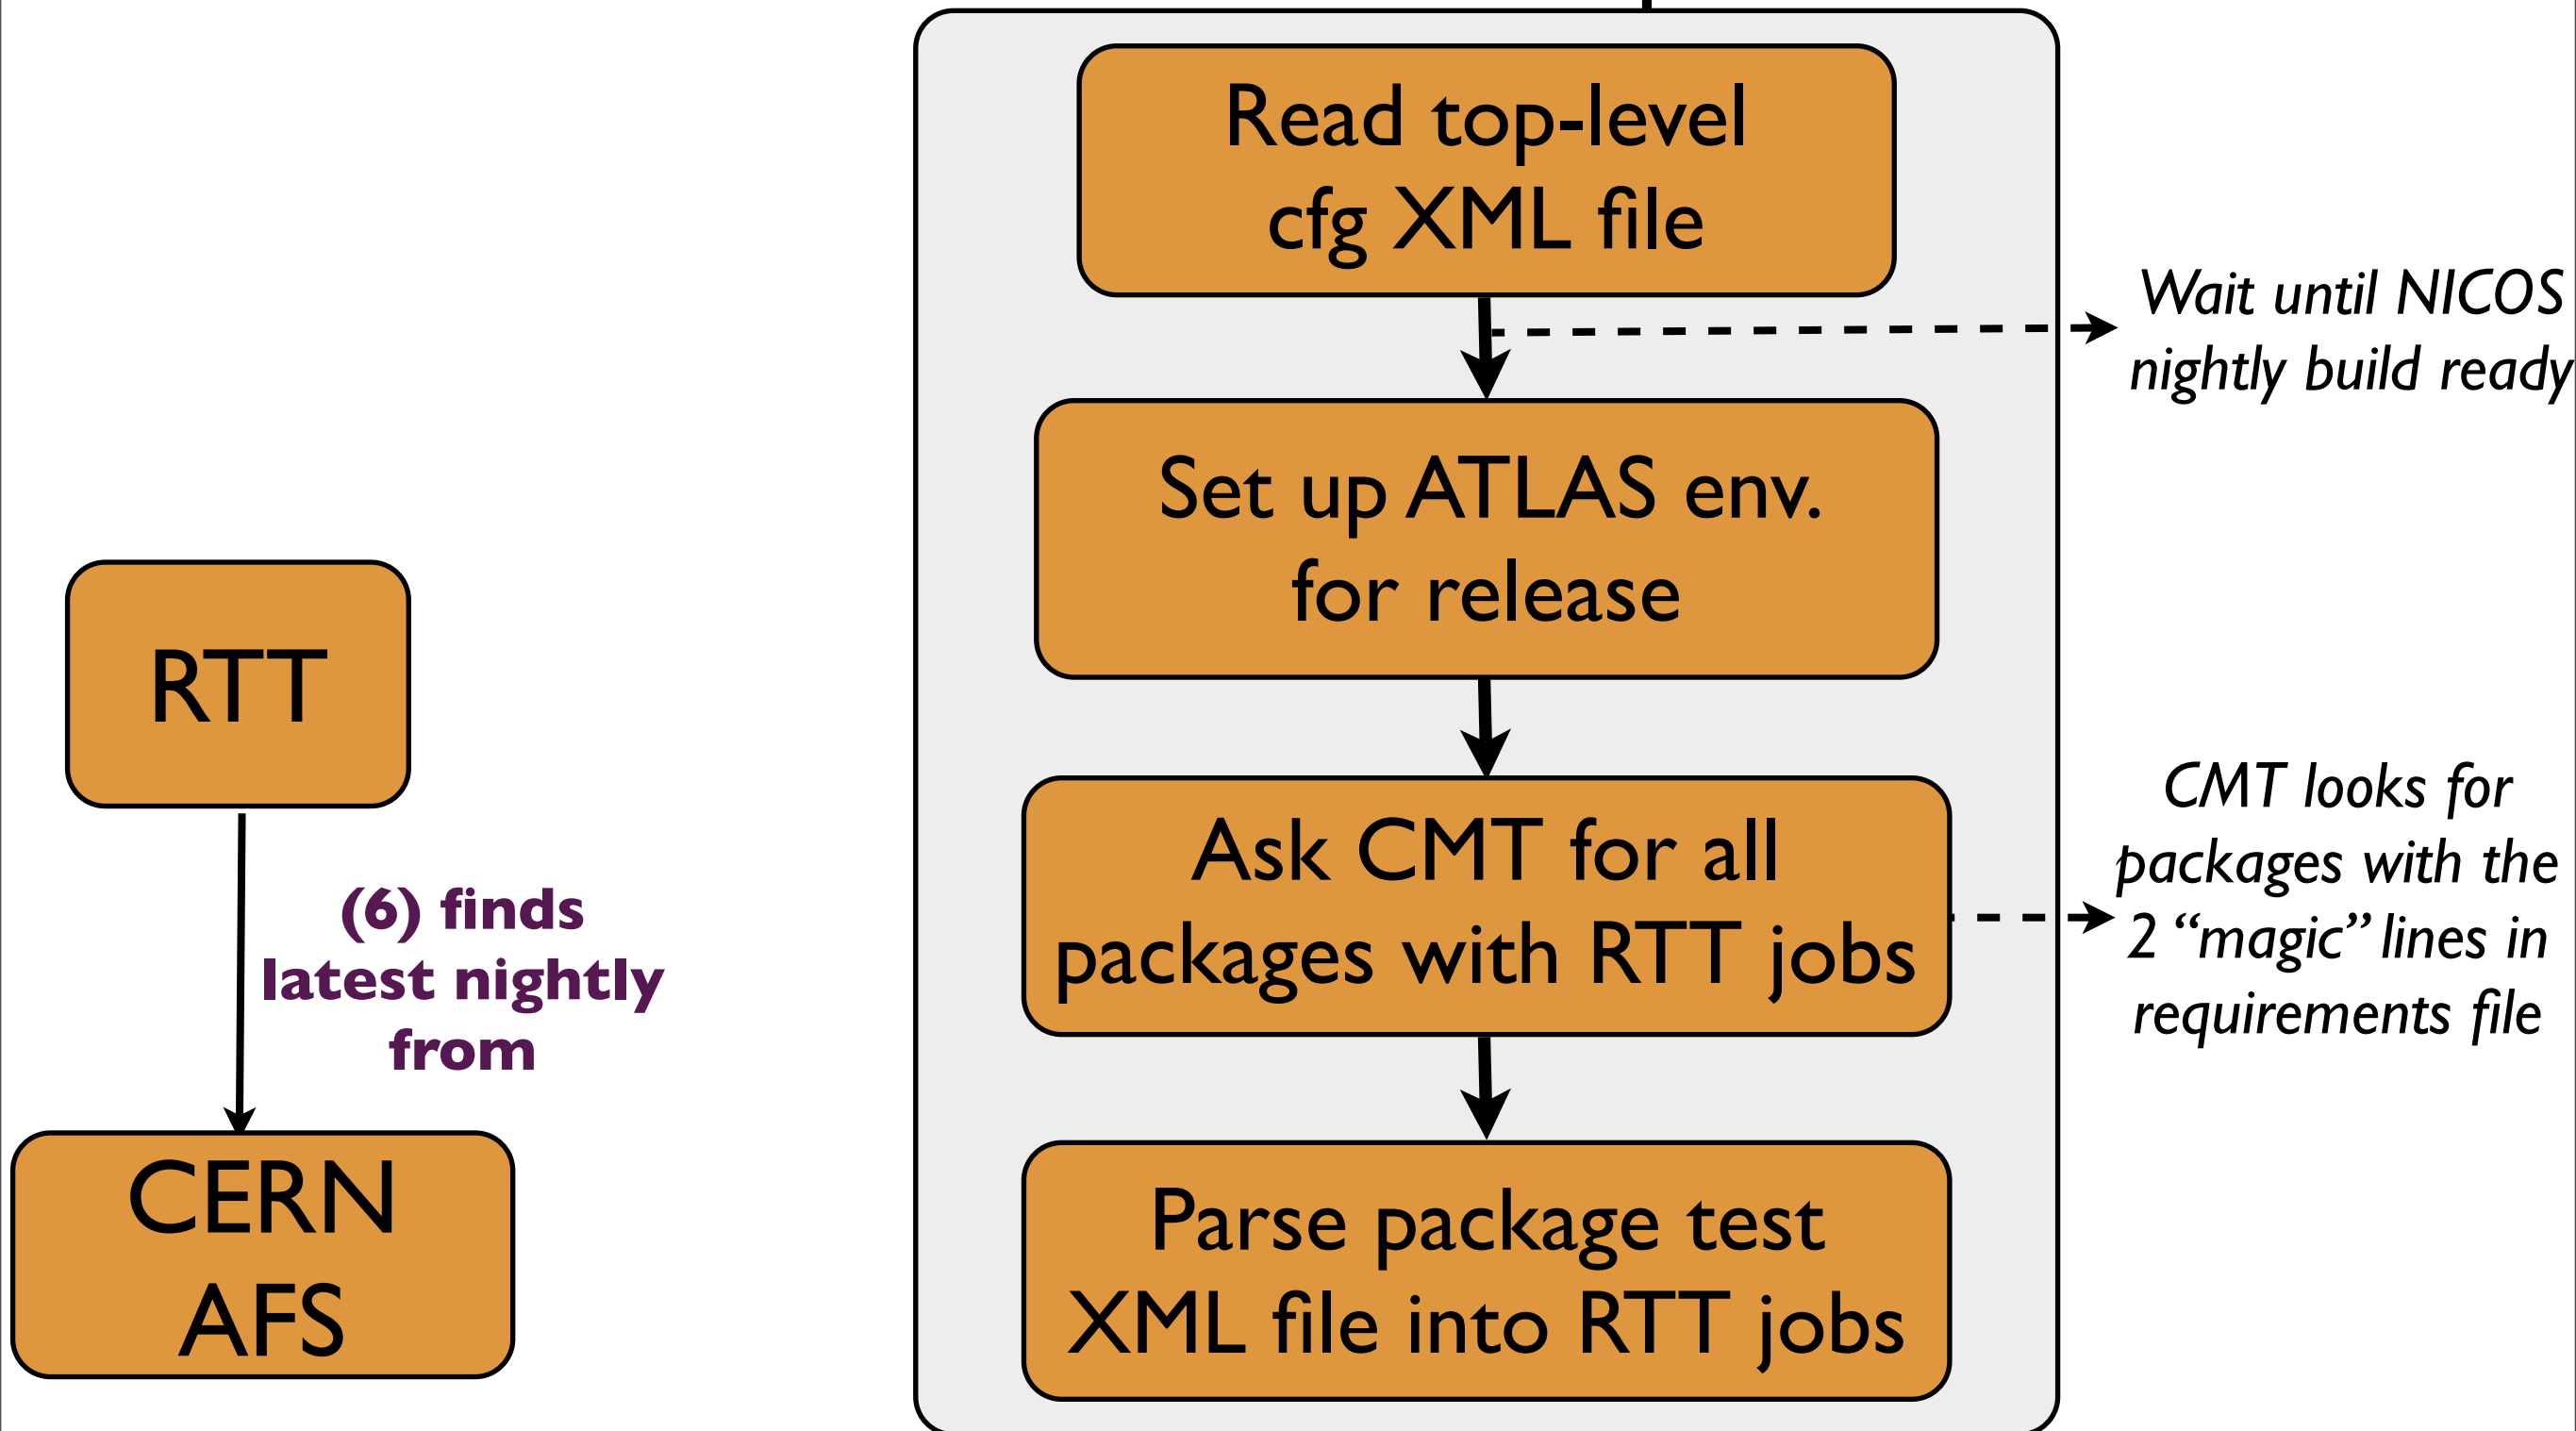 Read top-level
cfg XML file
Wait until NICOS
nightly build ready
Set up ATLAS env.
for release
RTT
(6) finds
latest nightly
from
CERN
AFS
Ask CMT for all
packages with RTT jobs
CMT looks for
packages with the
2 “magic” lines in
requirements file
Parse package test
XML file into RTT jobs